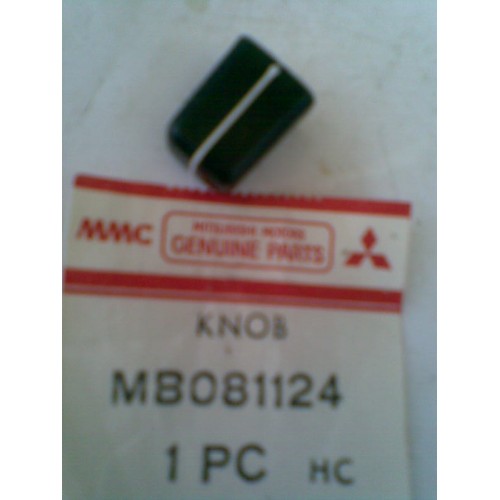 MMC MITSUBISHI MOTORS
GENUINE PARTS
KNOB
MB081124
1 PC HC